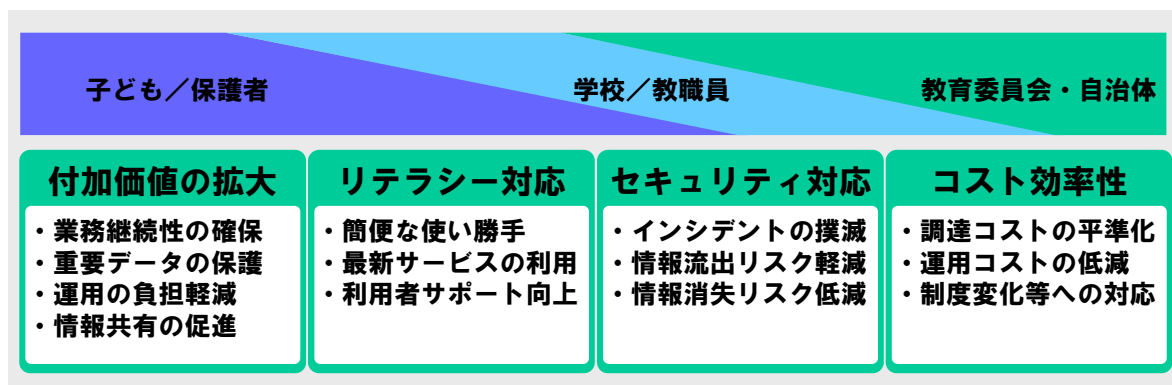 子ども／保護者
学校／教職員
教育委員会・自治体
付加価値の拡大
・業務継続性の確保
・重要データの保護
・運用の負担軽減
・情報共有の促進
リテラシー対応
・簡便な使い勝手
・最新サービスの利用
・利用者サポート向上
セキュリティ対応
・インシデントの撲滅
・情報流出リスク軽減
・情報消失リスク低減
コスト効率性
・調達コストの平準化
・運用コストの低減
・制度変化等への対応